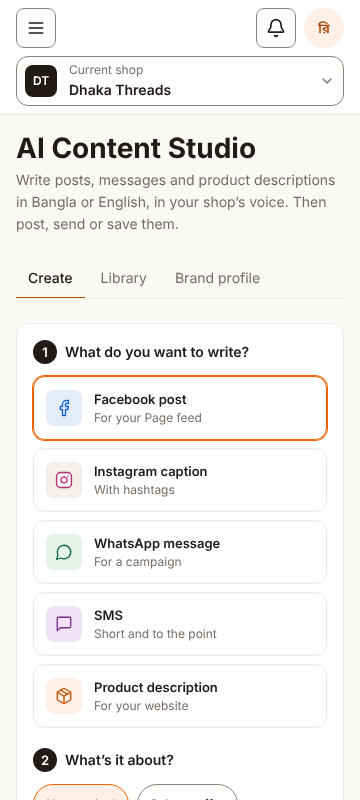 রি
DT
Current shop
Dhaka Threads
AI Content Studio
Write posts, messages and product descriptions
in Bangla or English, in your shop's voice. Then
post, send or save them.
Create
Library
Brand profile
1
What do you want to write?
Facebook post
For your Page feed
Instagram caption
With hashtags
WhatsApp message
For a campaign
SMS
Short and to the point
Product description
For your website
2
What's it about?